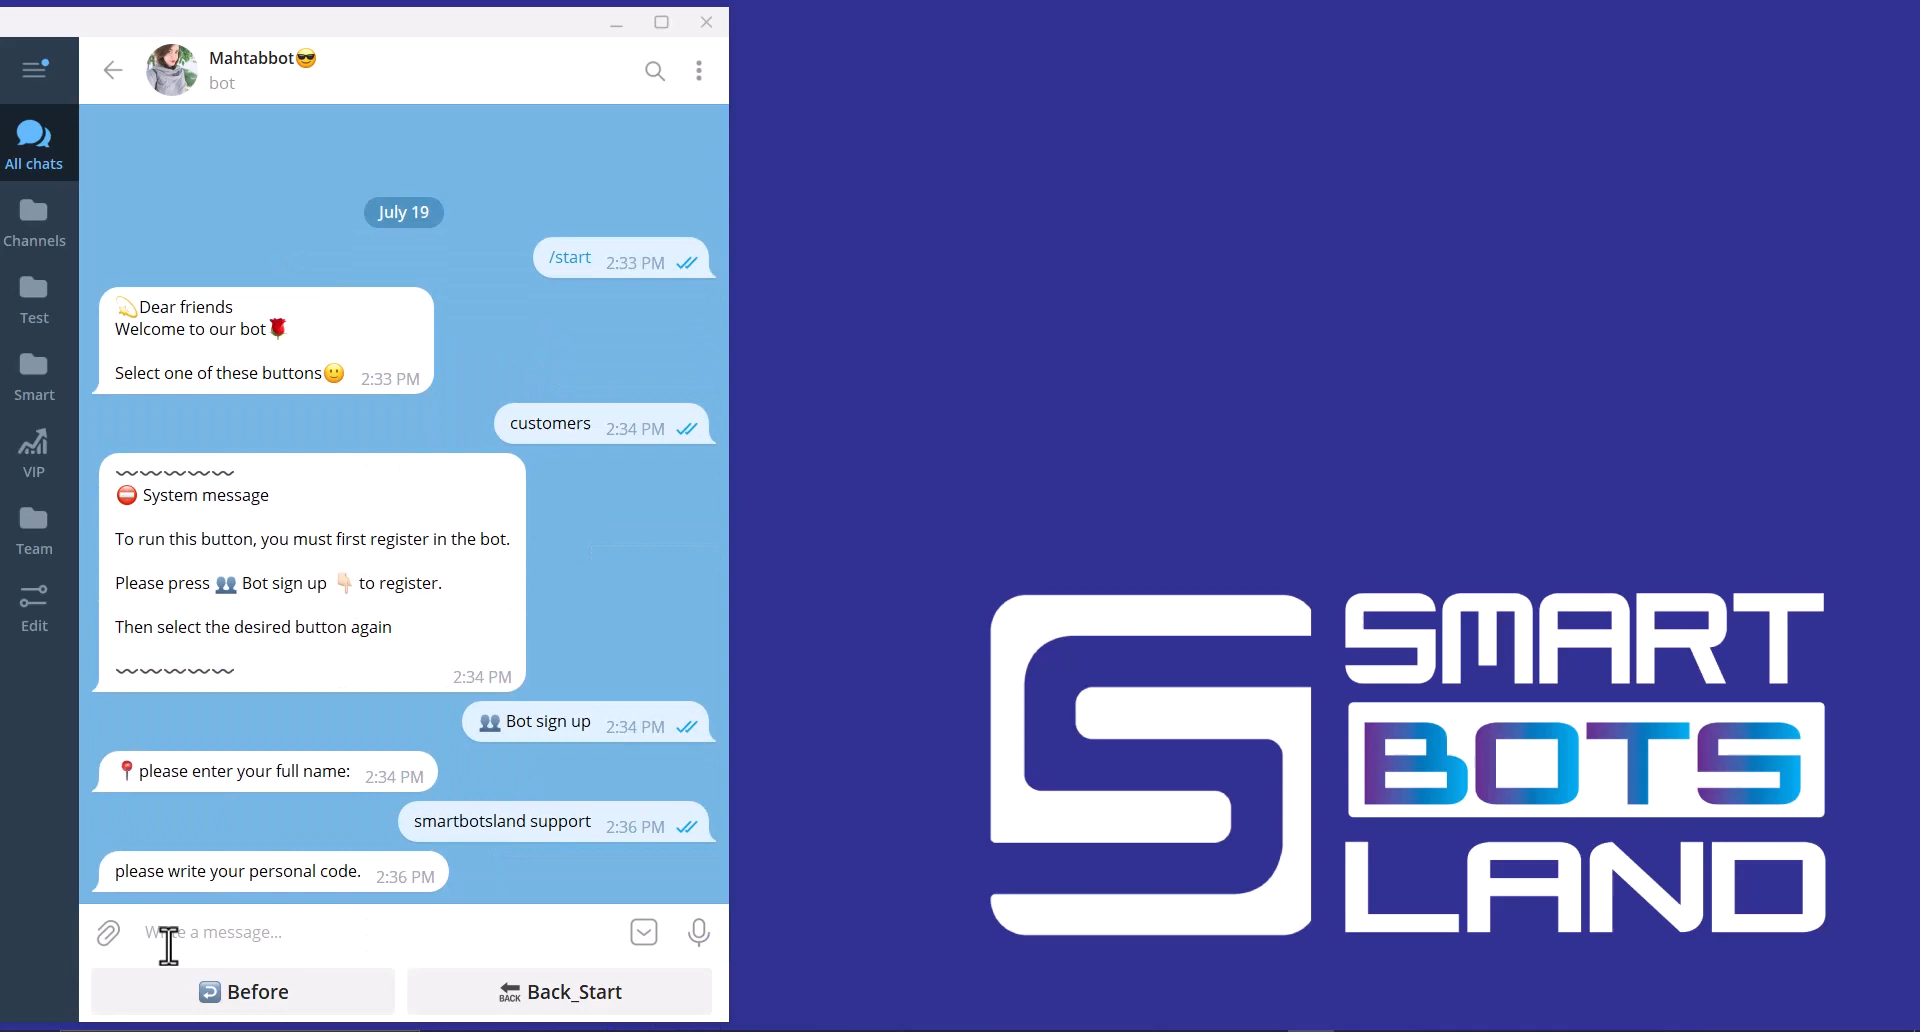 Mahtabbot😎
bot
All chats
Channels
Test
Smart
VIP
Team
Edit
July 19
/start 2:33 PM
💫Dear friends
Welcome to our bot🌹
Select one of these buttons🙂 2:33 PM
customers 2:34 PM
〰〰〰〰〰
⛔ System message
To run this button, you must first register in the bot.
Please press 👥 Bot sign up 👇🏻 to register.
Then select the desired button again
〰〰〰〰〰
2:34 PM
👥 Bot sign up 2:34 PM
📍please enter your full name: 2:34 PM
smartbotsland support 2:36 PM
please write your personal code. 2:36 PM
Write a message...
↩️ Before
🔙 Back_Start
SMART
BOTS
LAND